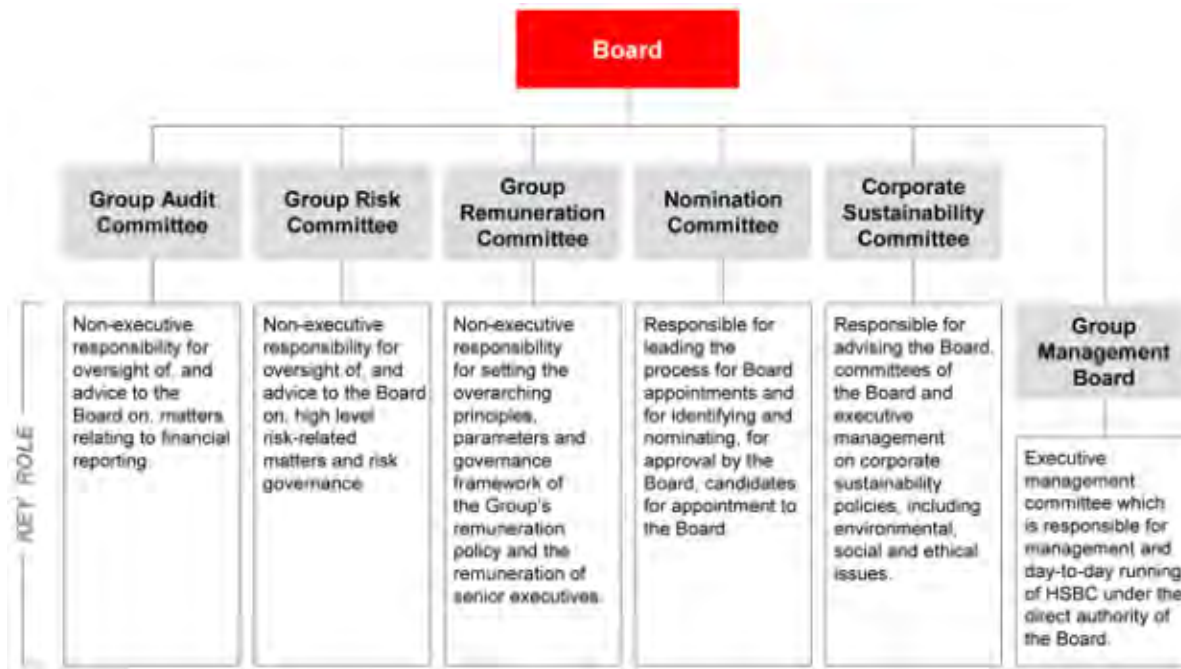 Board
Group Audit
Committee
Group Risk
Committee
Group
Remuneration
Committee
Nomination
Committee
Corporate
Sustainability
Committee
Group
Management
Board
KEY ROLE
Non-executive
responsibility for
oversight of, and
advice to the
Board on, matters
relating to financial
reporting.
Non-executive
responsibility for
oversight of, and
advice to the Board
on, high level
risk-related
matters and risk
governance
Non-executive
responsibility
for setting the
overarching
principles,
parameters and
governance
framework of
the Group's
remuneration
policy and the
remuneration of
senior executives.
Responsible for
leading the
process for Board
appointments and
for identifying and
nominating, for
approval by the
Board, candidates
for appointment to
the Board.
Responsible for
advising the Board,
committees of
the Board and
executive
management
on corporate
sustainability
policies, including
environmental,
social and ethical
issues.
Executive
management
committee which
is responsible for
management and
day-to-day running
of HSBC under the
direct authority of
the Board.